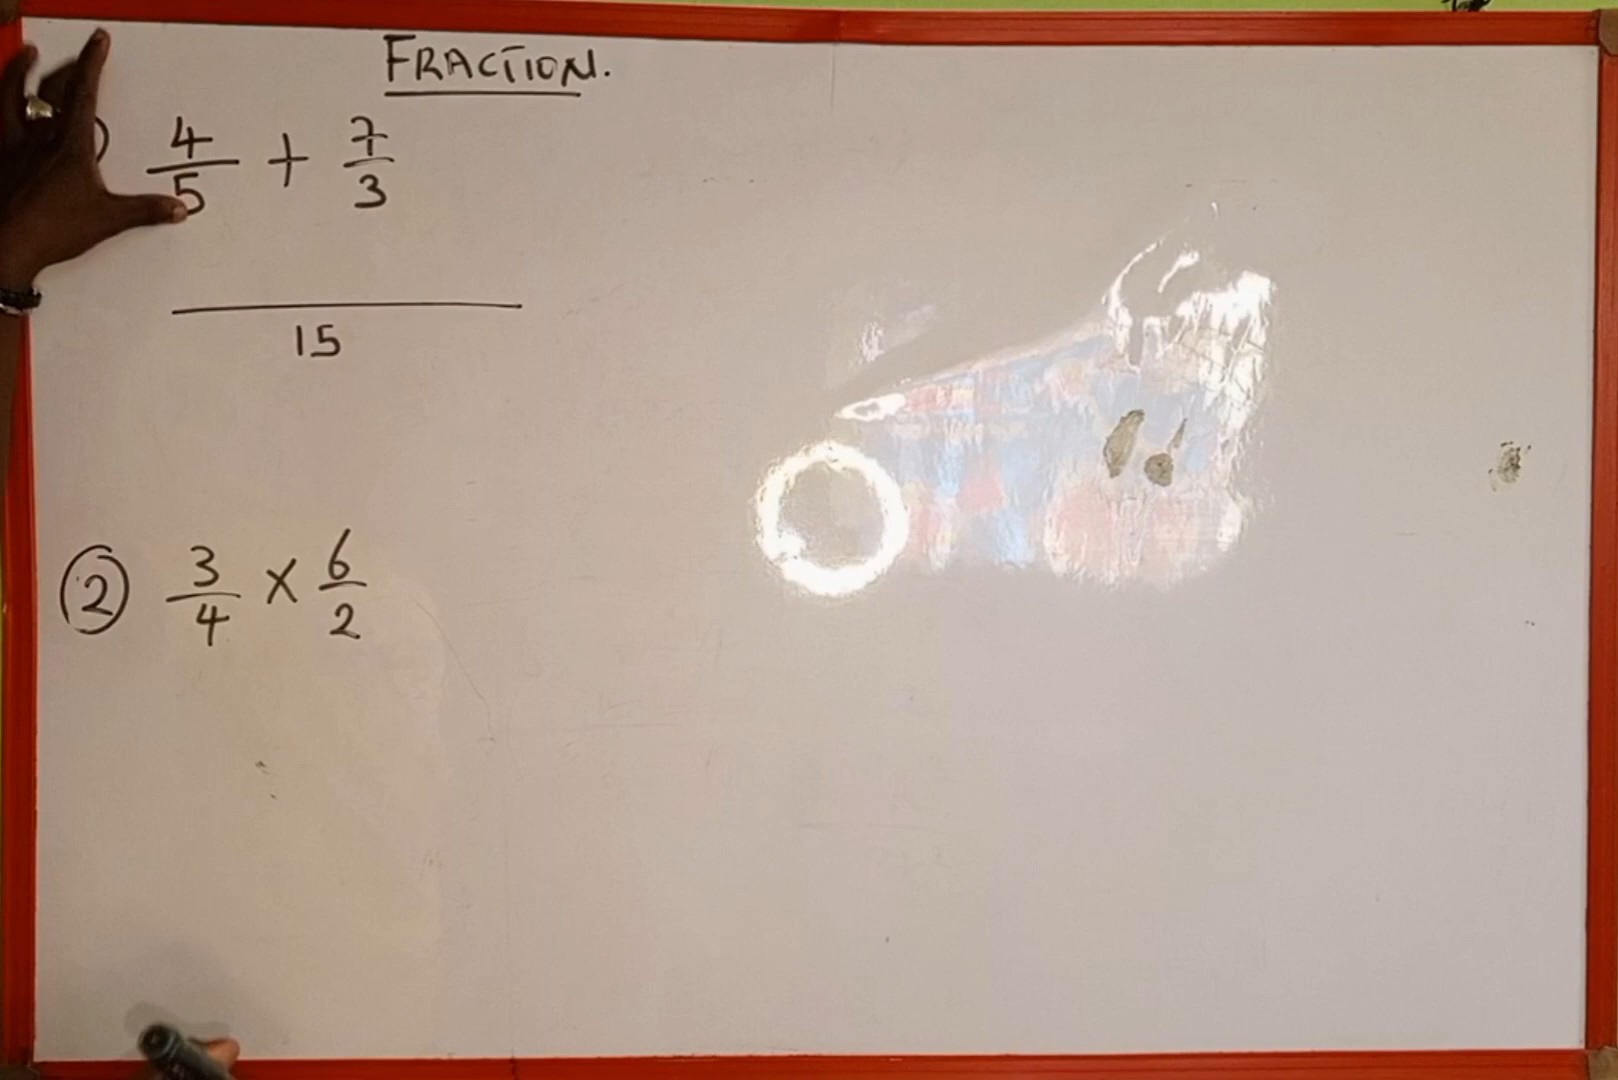 FRACTION.
) 4/5 + 7/3
15
② 3/4 × 6/2